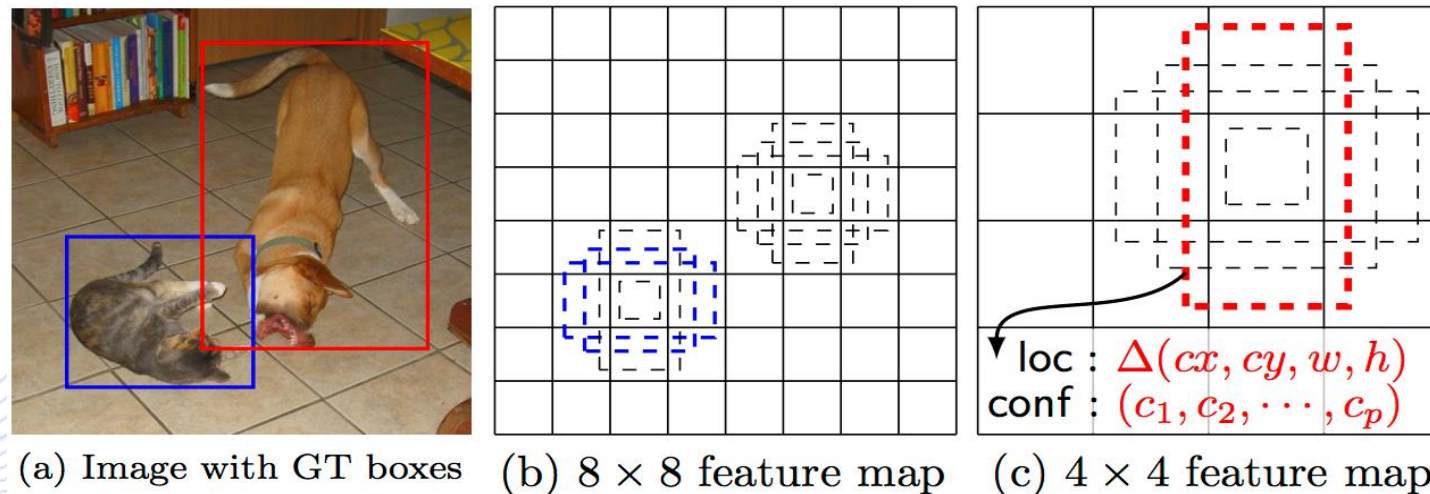 loc : Δ(cx, cy, w, h)
conf : (c₁, c₂, ⋯, cₚ)
(a) Image with GT boxes
(b) 8 × 8 feature map
(c) 4 × 4 feature map